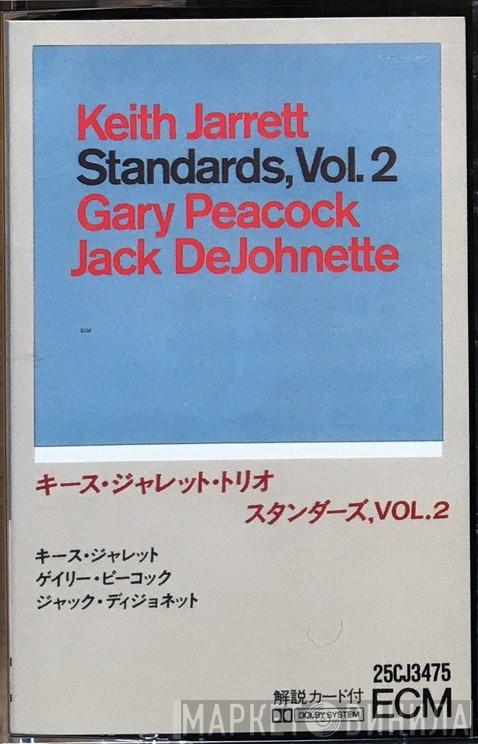 Keith Jarrett
Standards, Vol. 2
Gary Peacock
Jack DeJohnette
ECM
キース・ジャレット・トリオ
スタンダーズ, VOL.2
キース・ジャレット
ゲイリー・ピーコック
ジャック・ディジョネット
25CJ3475
解説カード付
DOLBY SYSTEM
ECM
МАРКЕТ ВИНИЛА